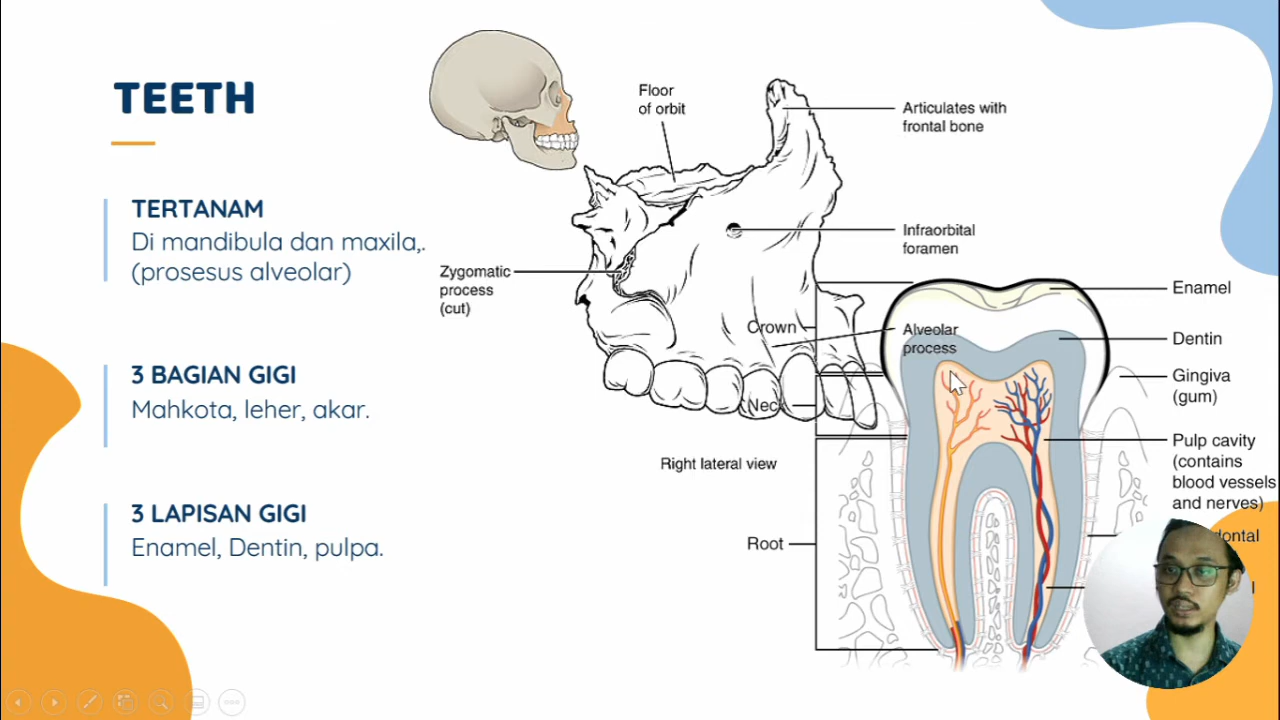 TEETH
TERTANAM
Di mandibula dan maxila,.
(prosesus alveolar)
3 BAGIAN GIGI
Mahkota, leher, akar.
3 LAPISAN GIGI
Enamel, Dentin, pulpa.
Floor
of orbit
Articulates with
frontal bone
Infraorbital
foramen
Zygomatic
process
(cut)
Alveolar
process
Right lateral view
Crown
Root
Enamel
Dentin
Gingiva
(gum)
Pulp cavity
(contains
blood vessels
and nerves)